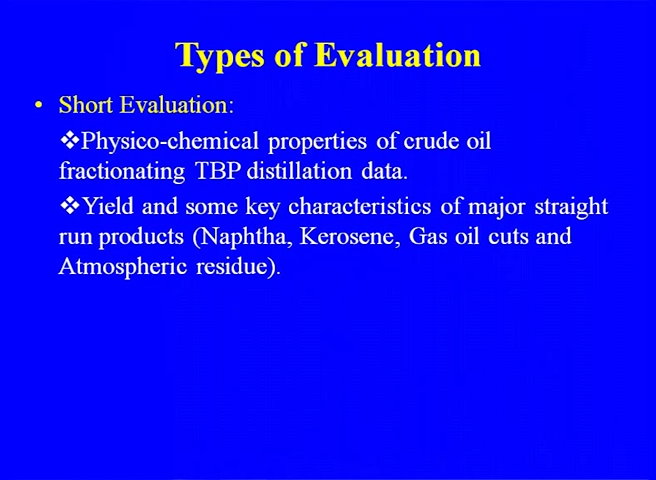 Types of Evaluation
• Short Evaluation:
❖Physico-chemical properties of crude oil
fractionating TBP distillation data.
❖Yield and some key characteristics of major straight
run products (Naphtha, Kerosene, Gas oil cuts and
Atmospheric residue).